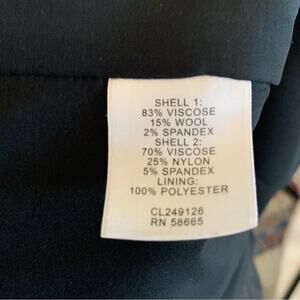 SHELL 1:
83% VISCOSE
15% WOOL
2% SPANDEX
SHELL 2:
70% VISCOSE
25% NYLON
5% SPANDEX
LINING:
100% POLYESTER
CL249126
RN 58665